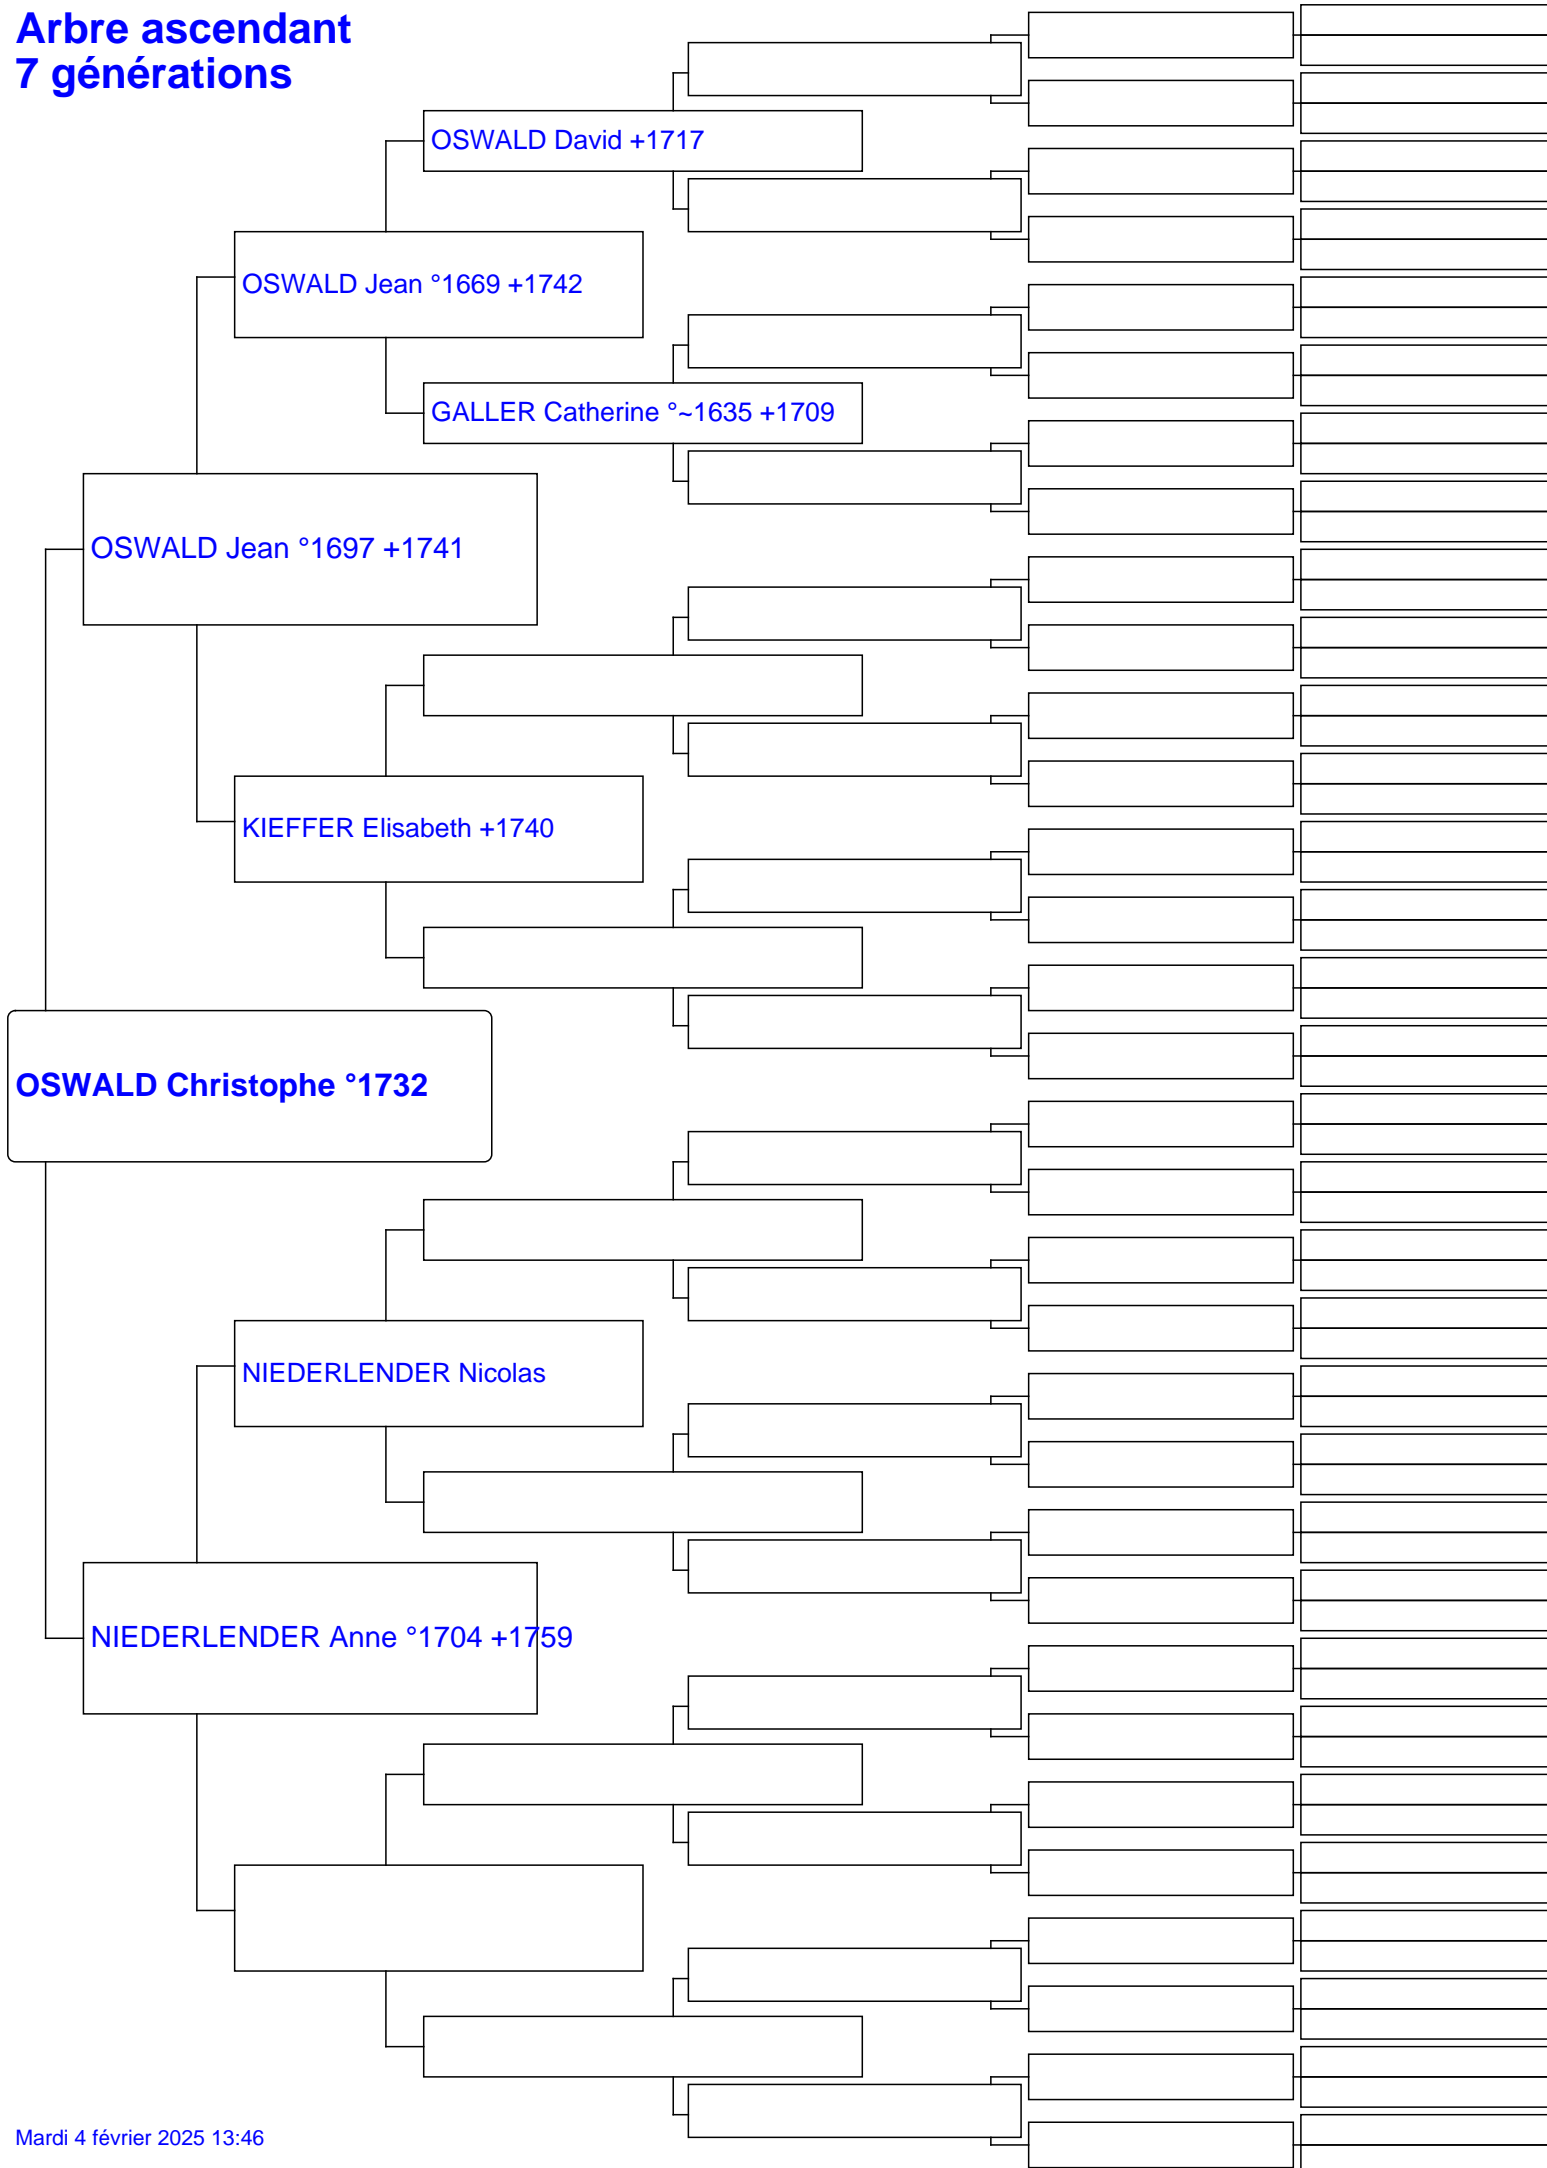 Arbre ascendant
7 générations
OSWALD David +1717
OSWALD Jean °1669 +1742
GALLER Catherine °~1635 +1709
OSWALD Jean °1697 +1741
KIEFFER Elisabeth +1740
OSWALD Christophe °1732
NIEDERLENDER Nicolas
NIEDERLENDER Anne °1704 +1759
Mardi 4 février 2025 13:46